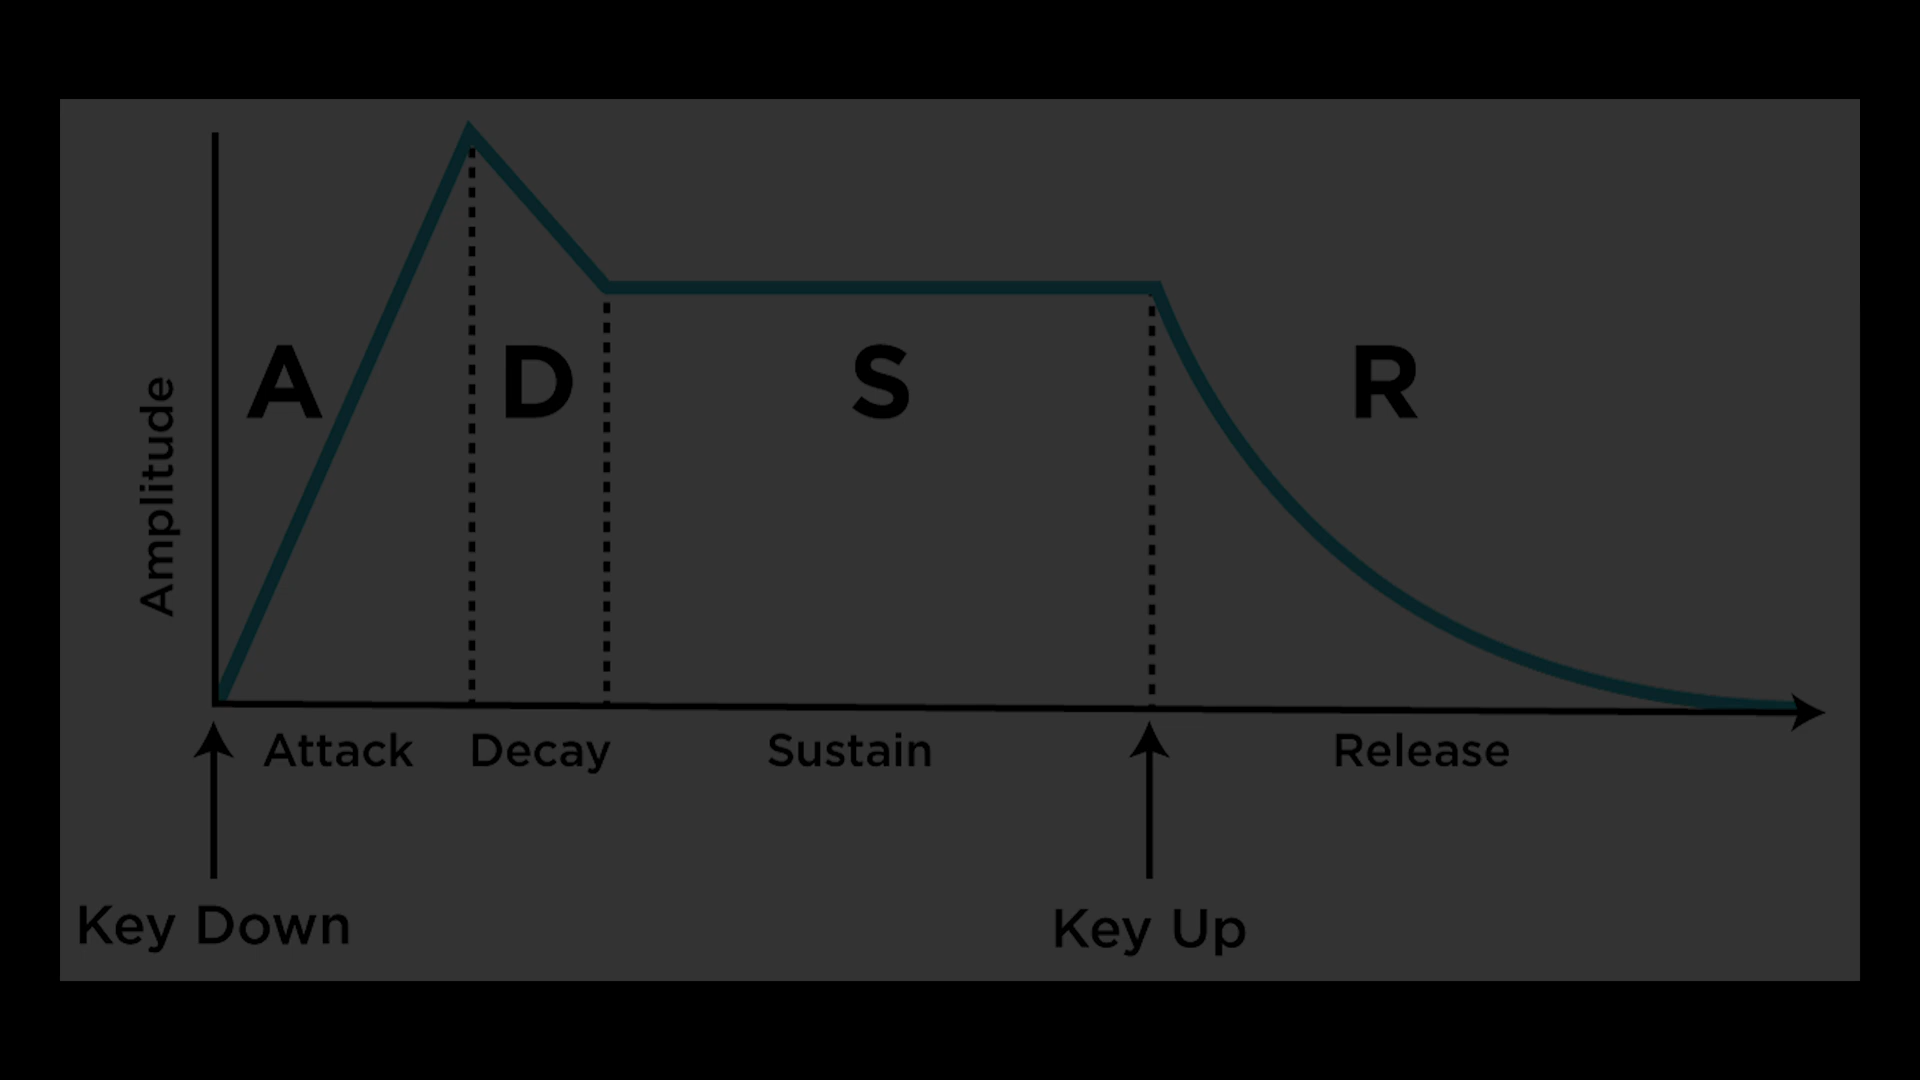 Amplitude
A
D
S
R
Attack
Decay
Sustain
Release
Key Down
Key Up